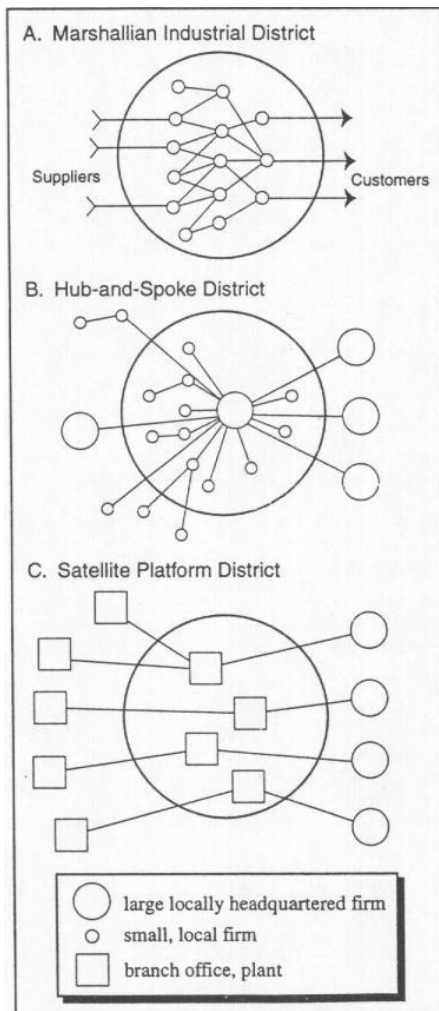 A. Marshallian Industrial District
Suppliers
Customers
B. Hub-and-Spoke District
C. Satellite Platform District
large locally headquartered firm
small, local firm
branch office, plant